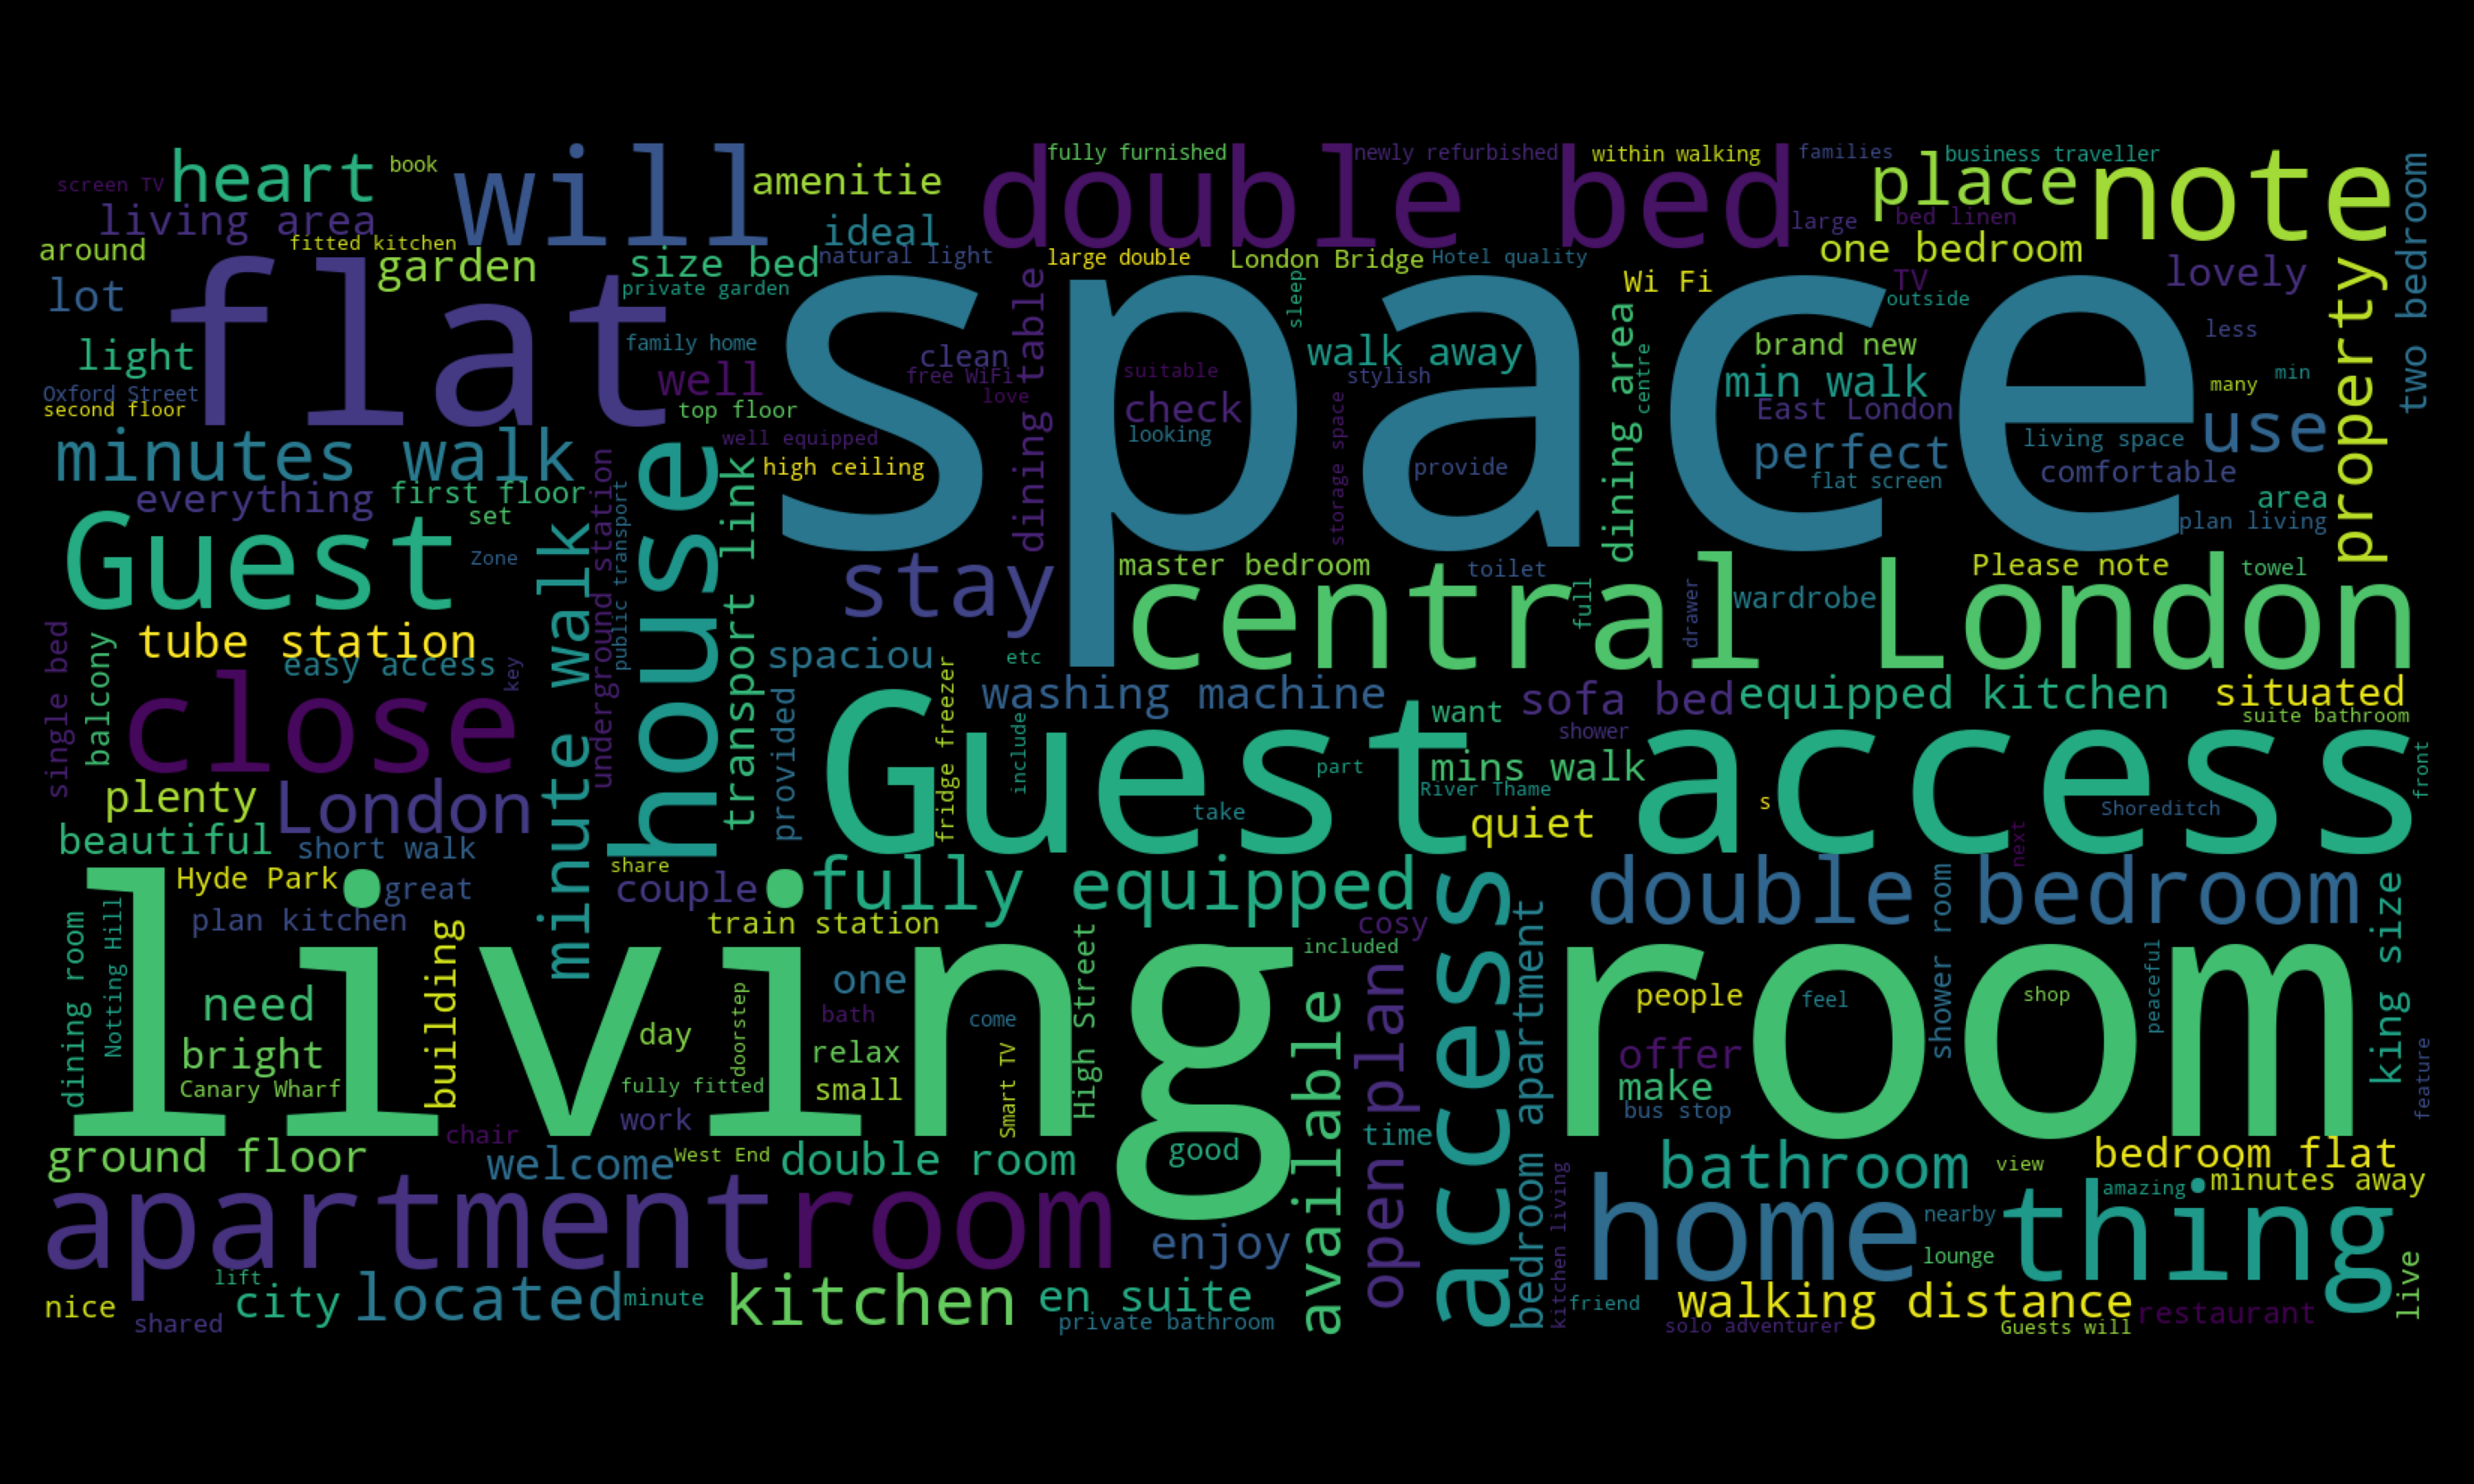 heart
book
will
amenitie
double bed
fully furnished
newly refurbished
within walking
families
business traveller
place
note
two bedroom
screen TV
living area
ideal
large
bed linen
around
fitted kitchen
garden
size bed
natural light
large double
London Bridge
Hotel quality
one bedroom
lovely
lot
flat
private garden
space
sleep
Wi Fi
TV
outside
property
light
family home
clean
dining table
walk away
dining area
brand new
less
Oxford Street
well
free WiFi
suitable
stylish
centre
min walk
many
min
second floor
top floor
love
check
East London
use
minutes walk
house
well equipped
looking
storage space
perfect
living space
high ceiling
provide
flat screen
comfortable
everything
first floor
underground station
public transport
transport link
area
Guest
set
minute walk
plan living
Zone
stay
master bedroom
toilet
central London
full
drawer
wardrobe
Please note
towel
single bed
balcony
tube station
easy access
key
spaciou
etc
close
provided
fridge freezer
washing machine
want
sofa bed
equipped kitchen
situated
suite bathroom
Guest access
include
part
shower
mins walk
front
plenty
London
River Thame
take
quiet
s
Shoreditch
beautiful
short walk
next
share
Hyde Park
great
couple
fully equipped
access
double bedroom
shower room
king size
plan kitchen
building
train station
cosy
included
dining room
Notting Hill
living room
need
one
High Street
open plan
bedroom apartment
people
feel
shop
peaceful
bright
day
doorstep
bath
come
available
relax
Smart TV
offer
Canary Wharf
fully fitted
small
make
feature
work
bus stop
chair
time
ground floor
welcome
West End
double room
good
bathroom
view
bedroom flat
apartment
room
kitchen living
home
amazing
thing
minutes away
enjoy
nearby
lounge
live
lift
nice
city
located
minute
kitchen
en suite
friend
walking distance
restaurant
shared
private bathroom
solo adventurer
Guests will